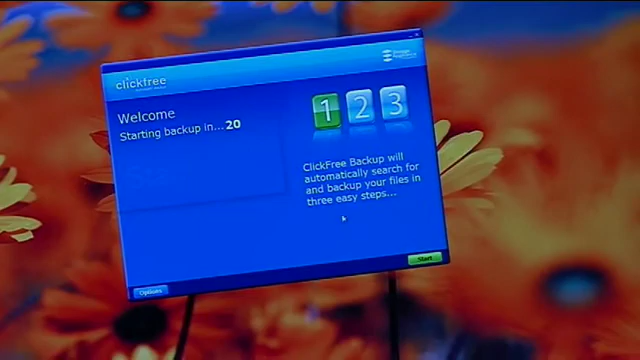 clickfree
Welcome
Starting backup in...20
1 2 3
ClickFree Backup will
automatically search for
and backup your files in
three easy steps...
Options
Start